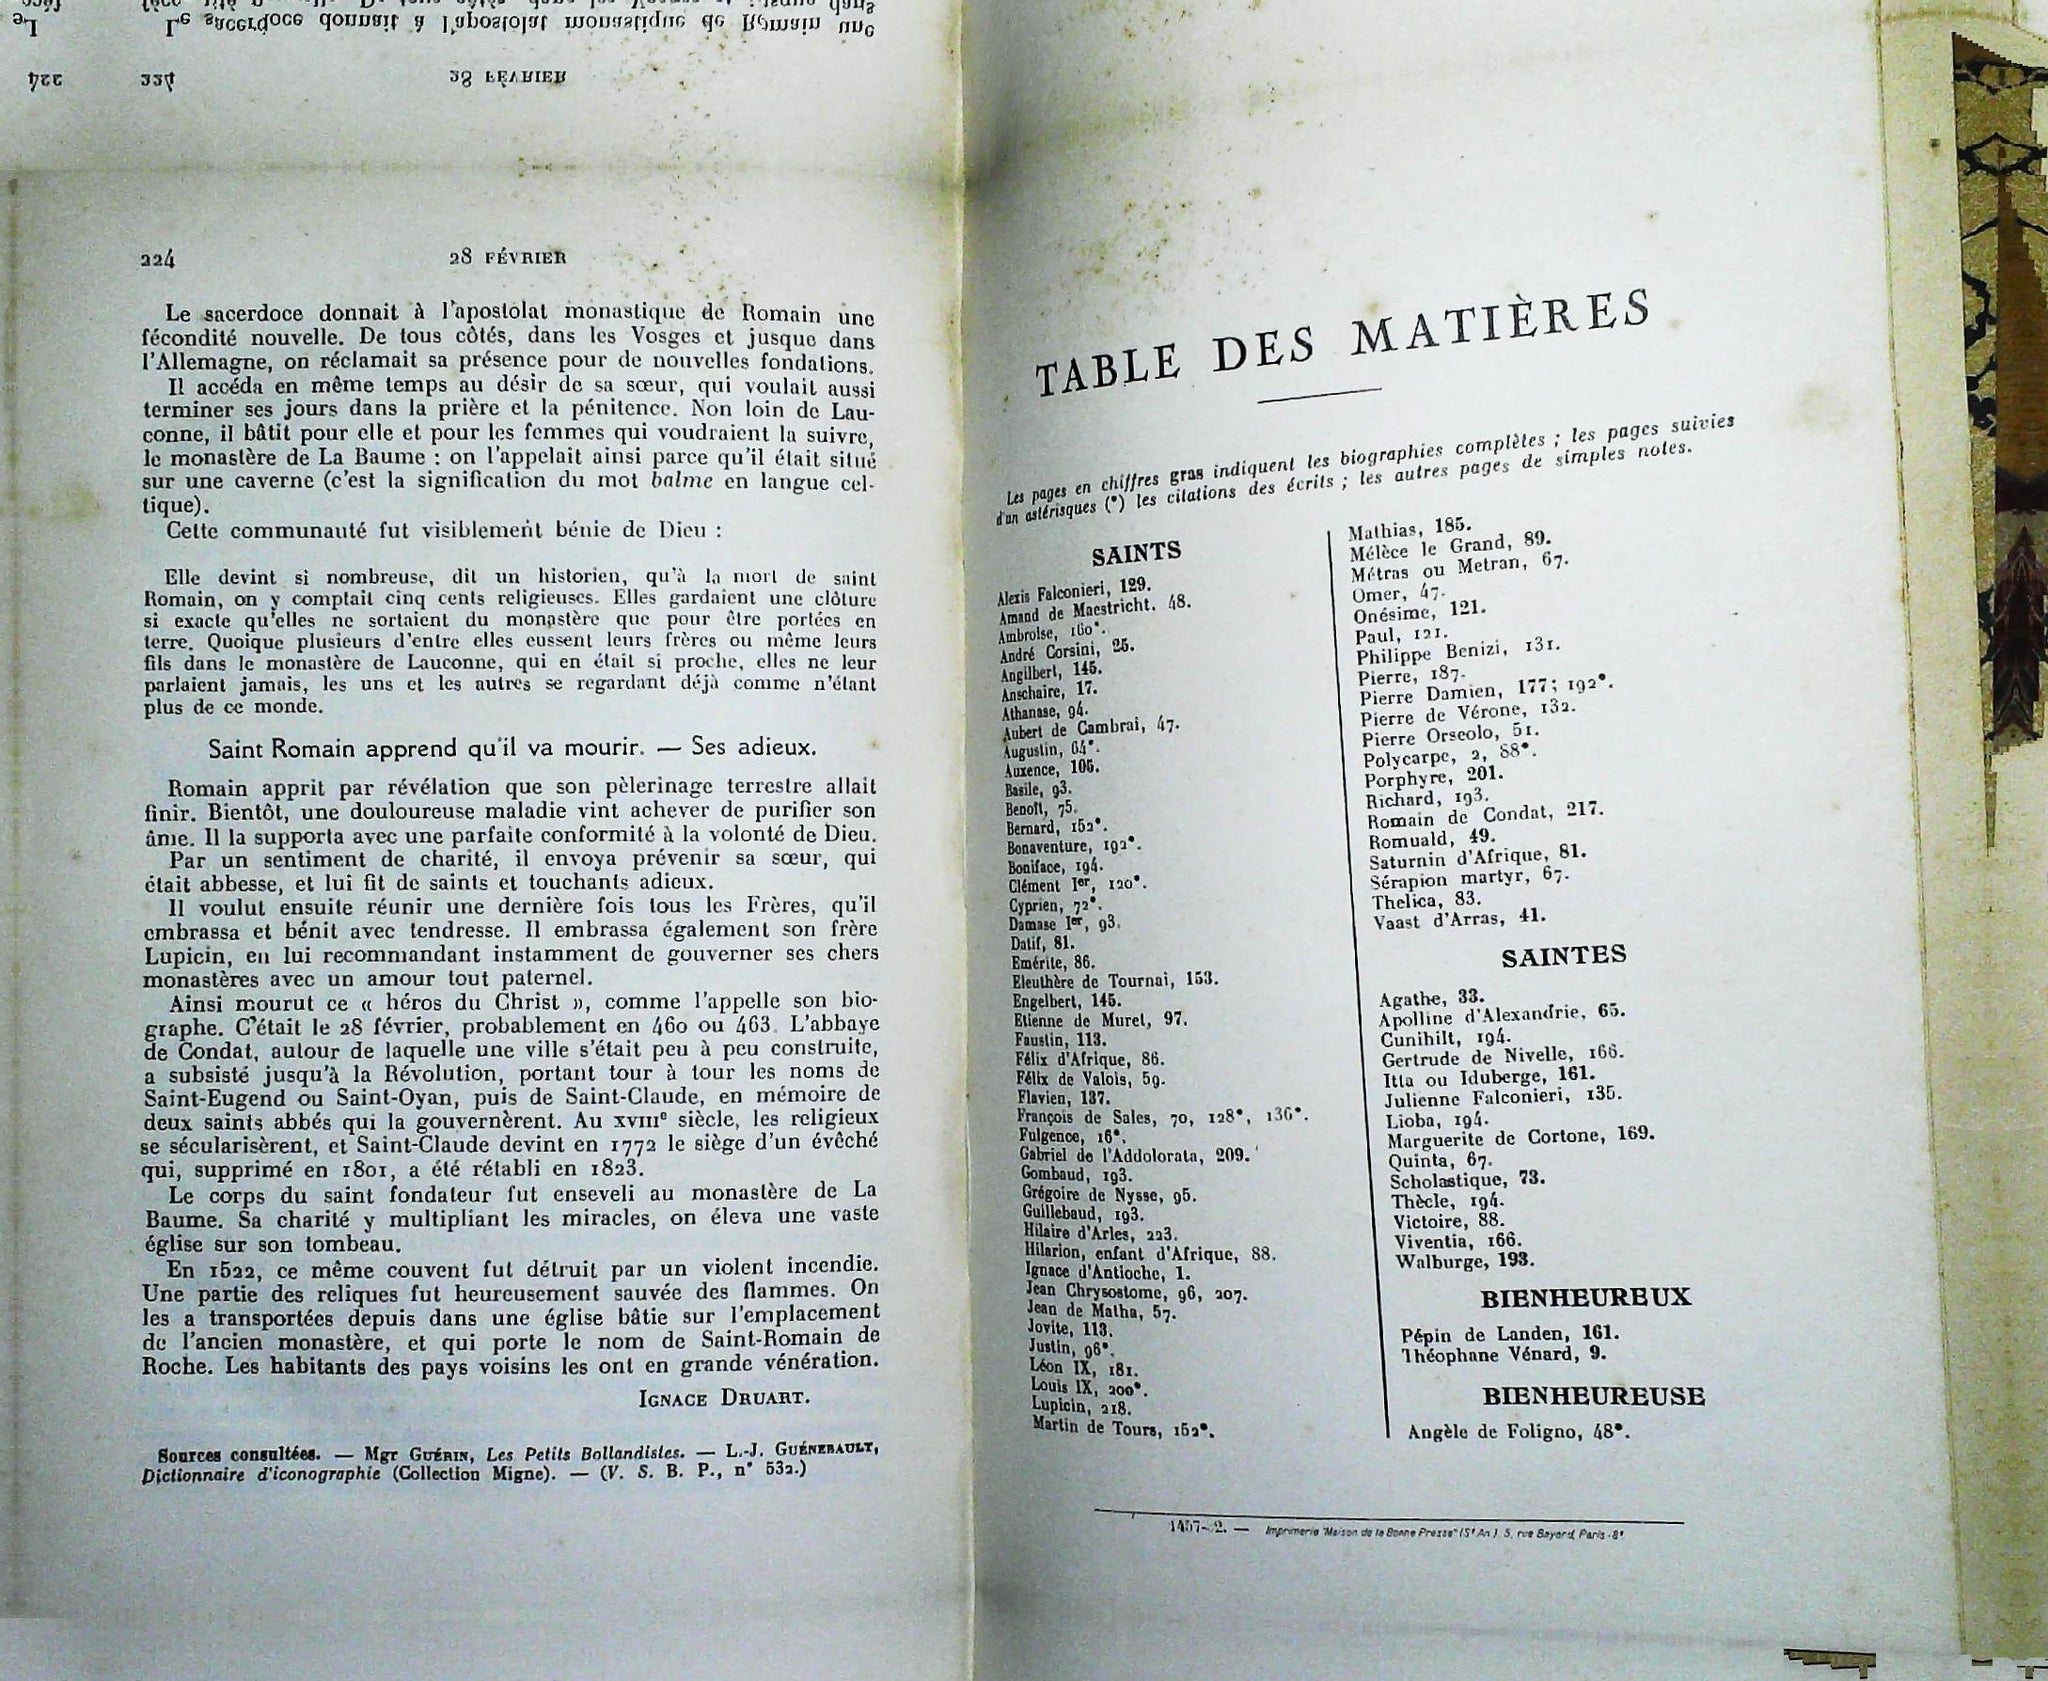 224
28 FÉVRIER
Le sacerdoce donnait à l'apostolat monastique de Romain une
fécondité nouvelle. De tous côtés, dans les Vosges et jusque dans
l'Allemagne, on réclamait sa présence pour de nouvelles fondations.
Il accéda en même temps au désir de sa sœur, qui voulait aussi
terminer ses jours dans la prière et la pénitence. Non loin de Lau-
conne, il bâtit pour elle et pour les femmes qui voudraient la suivre,
le monastère de La Baume : on l'appelait ainsi parce qu'il était situé
sur une caverne (c'est la signification du mot balme en langue cel-
tique).
Cette communauté fut visiblement bénie de Dieu :
Elle devint si nombreuse, dit un historien, qu'à la mort de saint
Romain, on y comptait cinq cents religieuses. Elles gardaient une clôture
si exacte qu'elles ne sortaient du monastère que pour être portées en
terre. Quoique plusieurs d'entre elles eussent leurs frères ou même leurs
fils dans le monastère de Lauconne, qui en était si proche, elles ne leur
parlaient jamais, les uns et les autres se regardant déjà comme n'étant
plus de ce monde.
Saint Romain apprend qu'il va mourir. — Ses adieux.
Romain apprit par révélation que son pèlerinage terrestre allait
finir. Bientôt, une douloureuse maladie vint achever de purifier son
âme. Il la supporta avec une parfaite conformité à la volonté de Dieu.
Par un sentiment de charité, il envoya prévenir sa sœur, qui
était abbesse, et lui fit de saints et touchants adieux.
Il voulut ensuite réunir une dernière fois tous les Frères, qu'il
embrassa et bénit avec tendresse. Il embrassa également son frère
Lupicin, en lui recommandant instamment de gouverner ses chers
monastères avec un amour tout paternel.
Ainsi mourut ce « héros du Christ », comme l'appelle son bio-
graphe. C'était le 28 février, probablement en 460 ou 463. L'abbaye
de Condat, autour de laquelle une ville s'était peu à peu construite,
a subsisté jusqu'à la Révolution, portant tour à tour les noms de
Saint-Eugend ou Saint-Oyan, puis de Saint-Claude, en mémoire de
deux saints abbés qui la gouvernèrent. Au XVIIIe siècle, les religieux
se sécularisèrent, et Saint-Claude devint en 1772 le siège d'un évêché
qui, supprimé en 1801, a été rétabli en 1823.
Le corps du saint fondateur fut enseveli au monastère de La
Baume. Sa charité y multipliant les miracles, on éleva une vaste
église sur son tombeau.
En 1522, ce même couvent fut détruit par un violent incendie.
Une partie des reliques fut heureusement sauvée des flammes. On
les a transportées depuis dans une église bâtie sur l'emplacement
de l'ancien monastère, et qui porte le nom de Saint-Romain de
Roche. Les habitants des pays voisins les ont en grande vénération.
IGNACE DRUART.
Sources consultées. — Mgr GUÉRIN, Les Petits Bollandistes. — L.-J. GUÉNEBAULT,
Dictionnaire d'iconographie (Collection Migne). — (V. S. B. P., n° 532.)
TABLE DES MATIÈRES
Les pages en chiffres gras indiquent les biographies complètes ; les pages suivies
d'un astérisques (*) les citations des écrits ; les autres pages de simples notes.
SAINTS
Alexis Falconieri, 129.
Amand de Maestricht. 48.
Ambroise, 160*.
André Corsini, 25.
Angilbert, 145.
Anschaire, 17.
Athanase, 94.
Aubert de Cambrai, 47.
Augustin, 64*.
Auxence, 105.
Basile, 93.
Benoît, 75.
Bernard, 152*.
Bonaventure, 192*.
Boniface, 194.
Clément Ier, 120*.
Cyprien, 72*.
Damase Ier, 93.
Datif, 81.
Emérite, 86.
Eleuthère de Tournai, 153.
Engelbert, 145.
Etienne de Muret, 97.
Faustin, 113.
Félix d'Afrique, 86.
Félix de Valois, 59.
Flavien, 137.
François de Sales, 70, 128*, 136*.
Fulgence, 16*.
Gabriel de l'Addolorata, 209.
Gombaud, 193.
Grégoire de Nysse, 95.
Guillebaud, 193.
Hilaire d'Arles, 223.
Hilarion, enfant d'Afrique, 88.
Ignace d'Antioche, 1.
Jean Chrysostome, 96, 207.
Jean de Matha, 57.
Jovite, 113.
Justin, 96*.
Léon IX, 181.
Louis IX, 200*.
Lupicin, 218.
Martin de Tours, 152*.
Mathias, 185.
Mélèce le Grand, 89.
Métras ou Metran, 67.
Omer, 47.
Onésime, 121.
Paul, 121.
Philippe Benizi, 131.
Pierre, 187.
Pierre Damien, 177; 192*.
Pierre de Vérone, 132.
Pierre Orseolo, 51.
Polycarpe, 2, 88*.
Porphyre, 201.
Richard, 193.
Romain de Condat, 217.
Romuald, 49.
Saturnin d'Afrique, 81.
Sérapion martyr, 67.
Thelica, 83.
Vaast d'Arras, 41.
SAINTES
Agathe, 33.
Apolline d'Alexandrie, 65.
Cunihilt, 194.
Gertrude de Nivelle, 166.
Itta ou Iduberge, 161.
Julienne Falconieri, 135.
Lioba, 194.
Marguerite de Cortone, 169.
Quinta, 67.
Scholastique, 73.
Thècle, 194.
Victoire, 88.
Viventia, 166.
Walburge, 193.
BIENHEUREUX
Pépin de Landen, 161.
Théophane Vénard, 9.
BIENHEUREUSE
Angèle de Foligno, 48*.
Imprimerie "Maison de la Bonne Presse" (Sté An.), 5, rue Bayard, Paris-8e